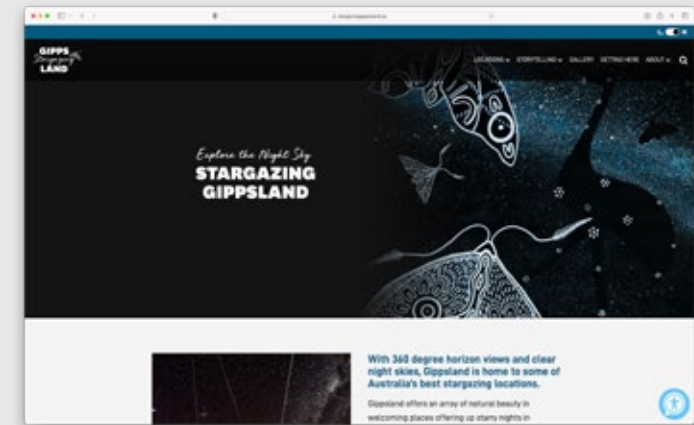 GIPPS
Stargazing
LAND
LOCATIONS STORYTELLING GALLERY GETTING HERE ABOUT
Explore the Night Sky
STARGAZING
GIPPSLAND
With 360 degree horizon views and clear
night skies, Gippsland is home to some of
Australia's best stargazing locations.
Gippsland offers an array of natural beauty in
welcoming places offering up starry nights in